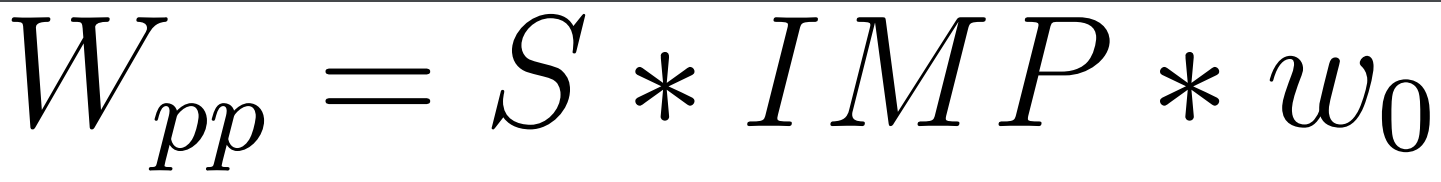 W_{pp} = S * IMP * w_0